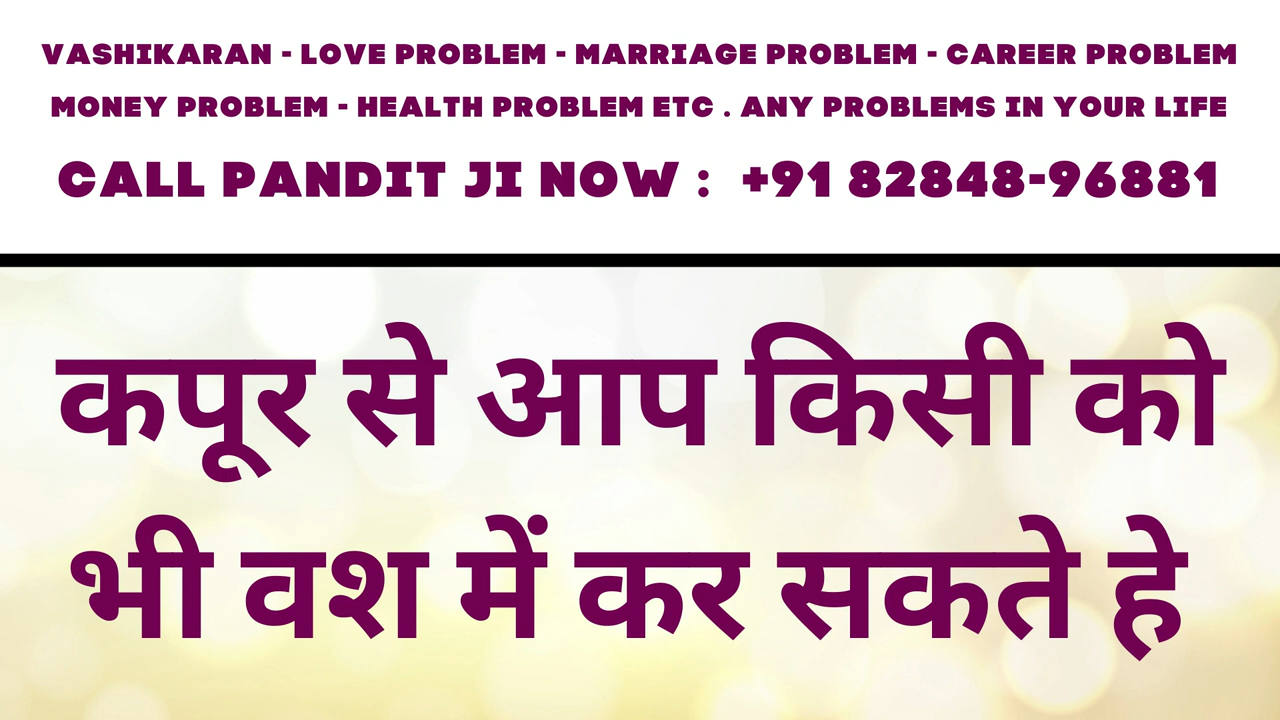 VASHIKARAN - LOVE PROBLEM - MARRIAGE PROBLEM - CAREER PROBLEM
MONEY PROBLEM - HEALTH PROBLEM ETC . ANY PROBLEMS IN YOUR LIFE
CALL PANDIT JI NOW : +91 82848-96881
कपूर से आप किसी को
भी वश में कर सकते हे